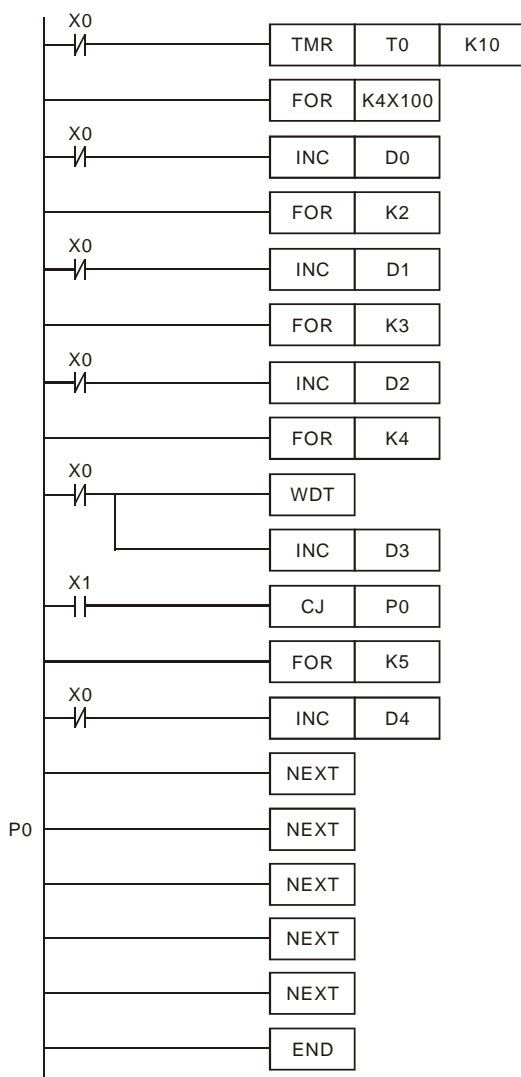 X0
TMR T0 K10
FOR K4X100
X0
INC D0
FOR K2
X0
INC D1
FOR K3
X0
INC D2
FOR K4
X0
WDT
INC D3
X1
CJ P0
FOR K5
X0
INC D4
NEXT
P0 NEXT
NEXT
NEXT
NEXT
END